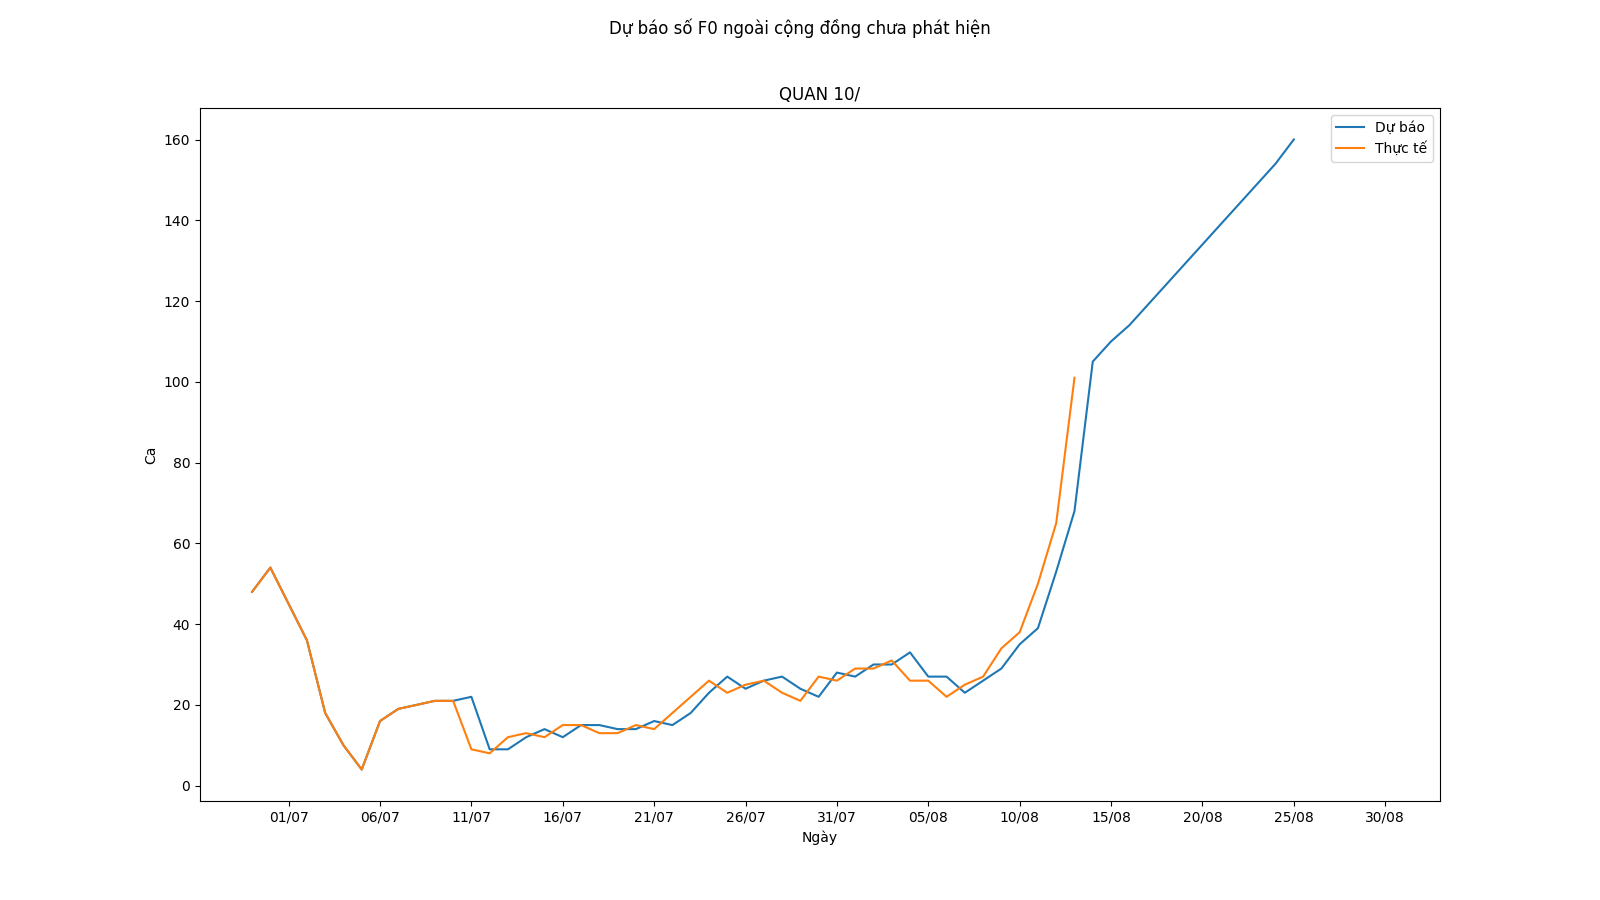 Dự báo số F0 ngoài cộng đồng chưa phát hiện
QUAN 10/
Dự báo
Thực tế
160
140
120
100
80
60
40
20
0
Ca
01/07 06/07 11/07 16/07 21/07 26/07 31/07 05/08 10/08 15/08 20/08 25/08 30/08
Ngày